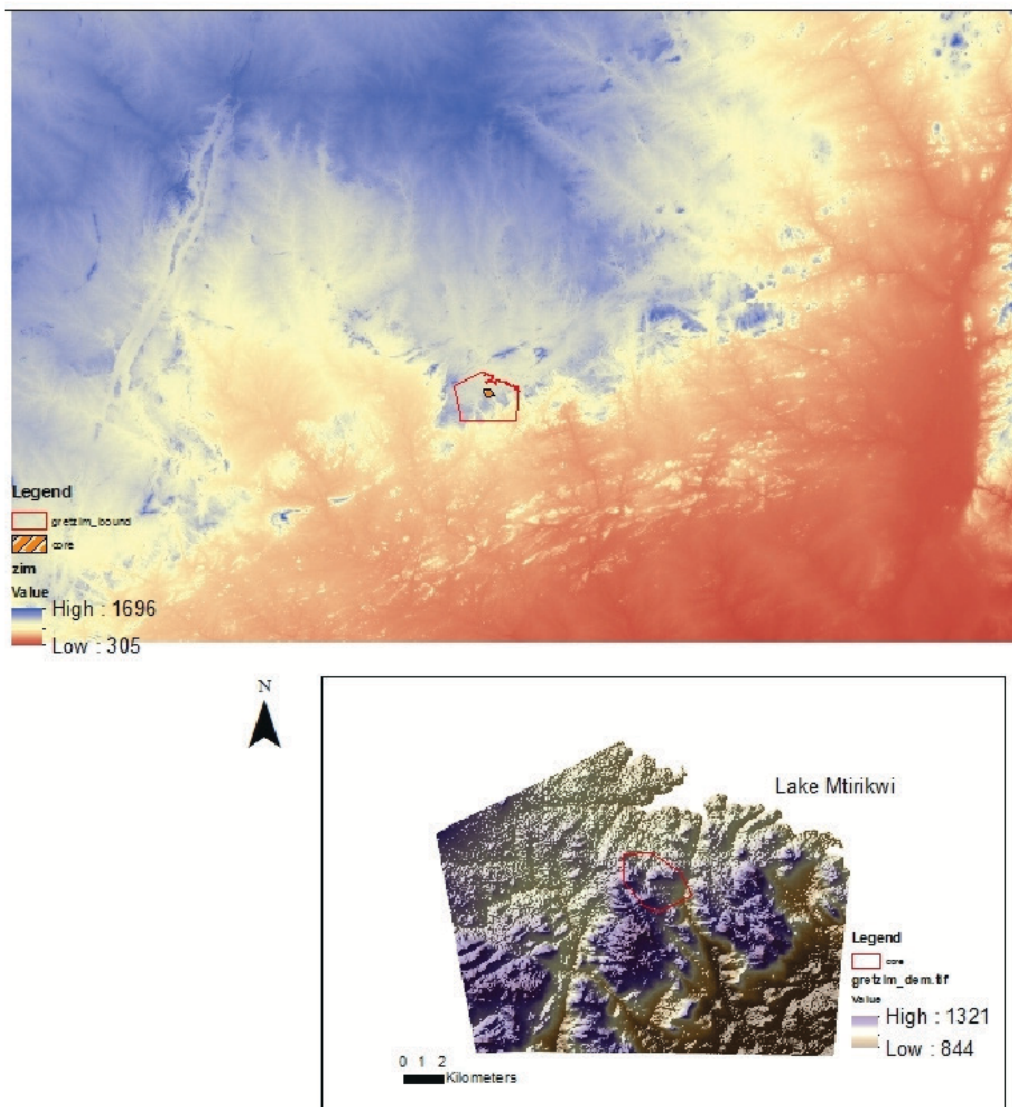 Legend
gretzim_bound
core
zim
Value
High : 1696
Low : 305
N
Lake Mtirikwi
Legend
core
gretzim_dem.tif
Value
High : 1321
Low : 844
0 1 2
Kilometers